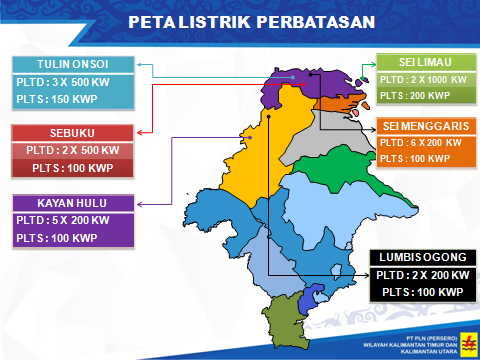 PETA LISTRIK PERBATASAN
TULIN ONSOI
PLTD : 3 X 500 KW
PLTS : 150 KWP
SEBUKU
PLTD : 2 X 500 KW
PLTS : 100 KWP
KAYAN HULU
PLTD : 5 X 200 KW
PLTS : 100 KWP
SEI LIMAU
PLTD : 2 X 1000 KW
PLTS : 200 KWP
SEI MENGGARIS
PLTD : 6 X 200 KW
PLTS : 100 KWP
LUMBIS OGONG
PLTD : 2 X 200 KW
PLTS : 100 KWP
PT PLN (PERSERO)
WILAYAH KALIMANTAN TIMUR DAN
KALIMANTAN UTARA